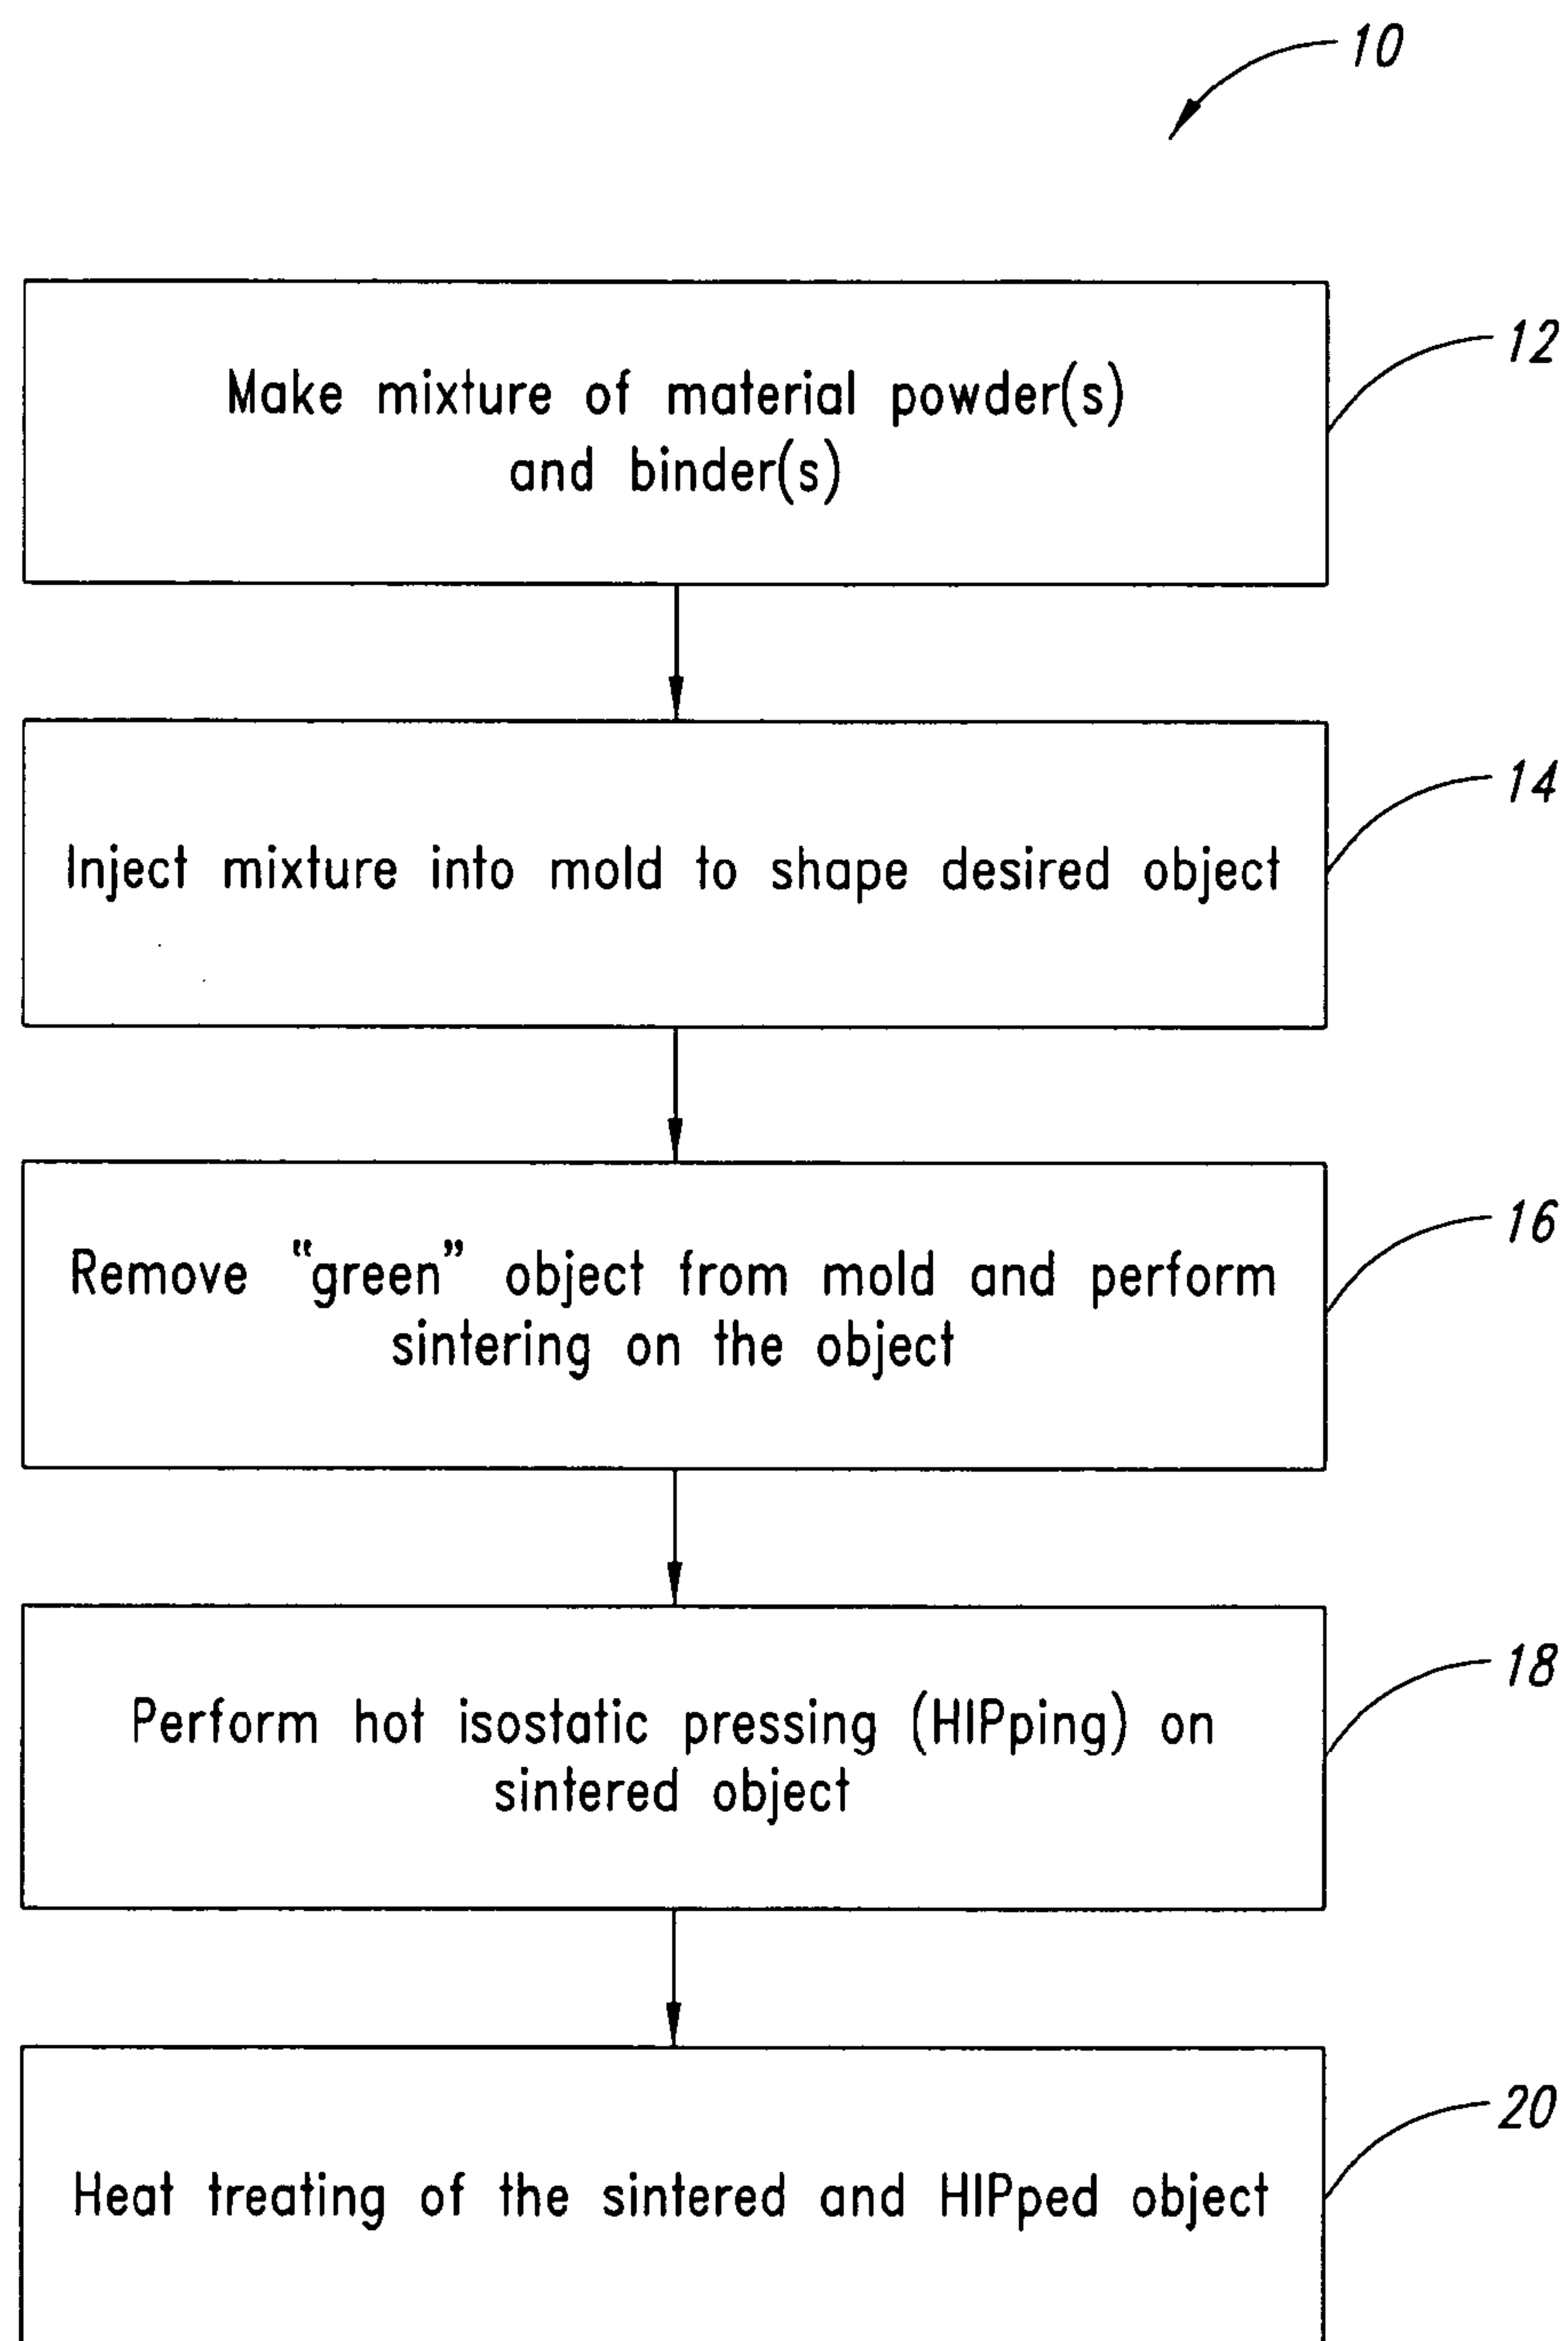 10
Make mixture of material powder(s)
and binder(s)
12
Inject mixture into mold to shape desired object
14
Remove "green" object from mold and perform
sintering on the object
16
Perform hot isostatic pressing (HIPping) on
sintered object
18
Heat treating of the sintered and HIPped object
20